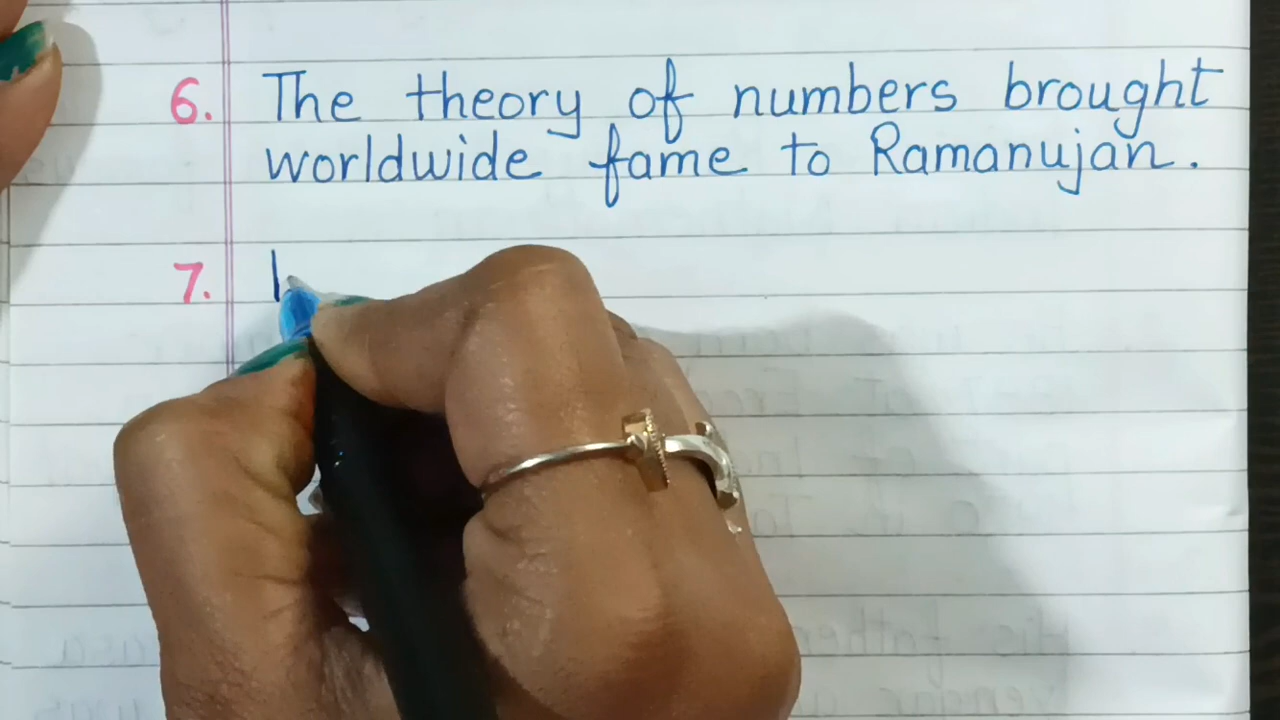 6. The theory of numbers brought
worldwide fame to Ramanujan.
7.